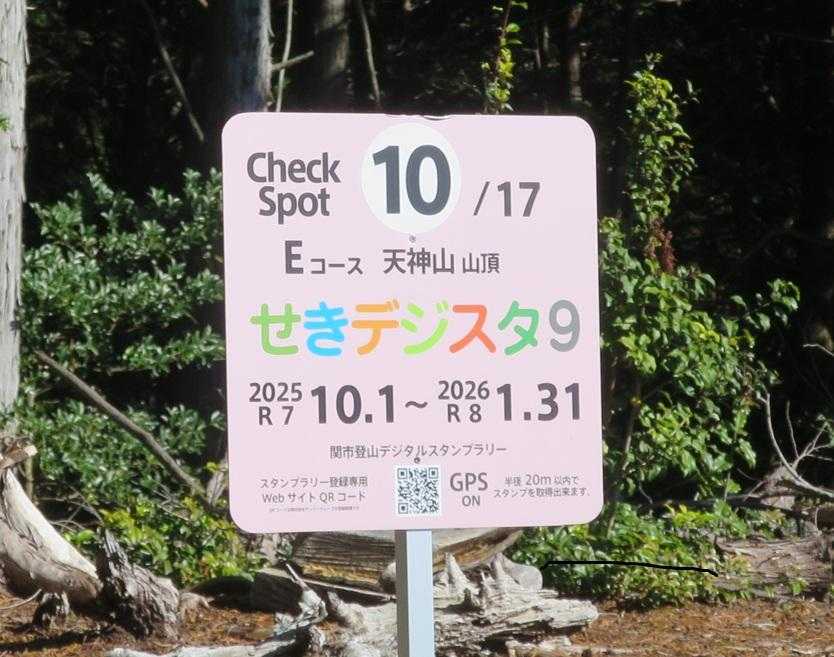 Check Spot 10 /17
Eコース 天神山 山頂
せきデジスタ9
2025 R 7 10.1~ 2026 R 8 1.31
関市登山デジタルスタンプラリー
スタンプラリー登録専用
Web サイト QR コード
GPS ON
半径 20m 以内で
スタンプを取得出来ます。